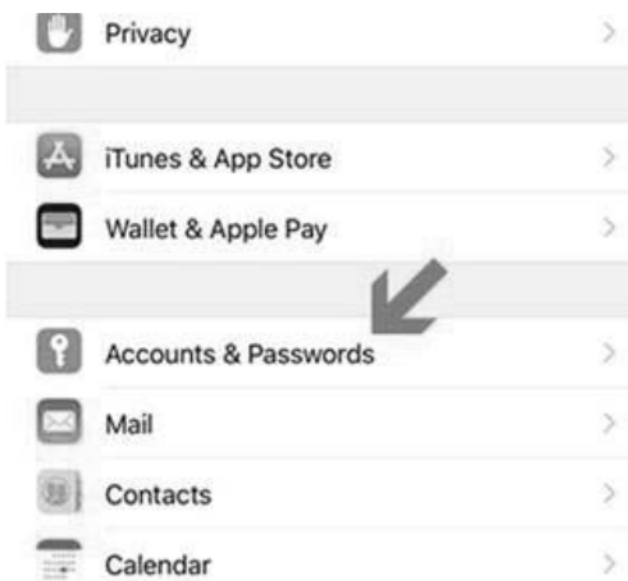 Privacy
iTunes & App Store
Wallet & Apple Pay
Accounts & Passwords
Mail
Contacts
Calendar